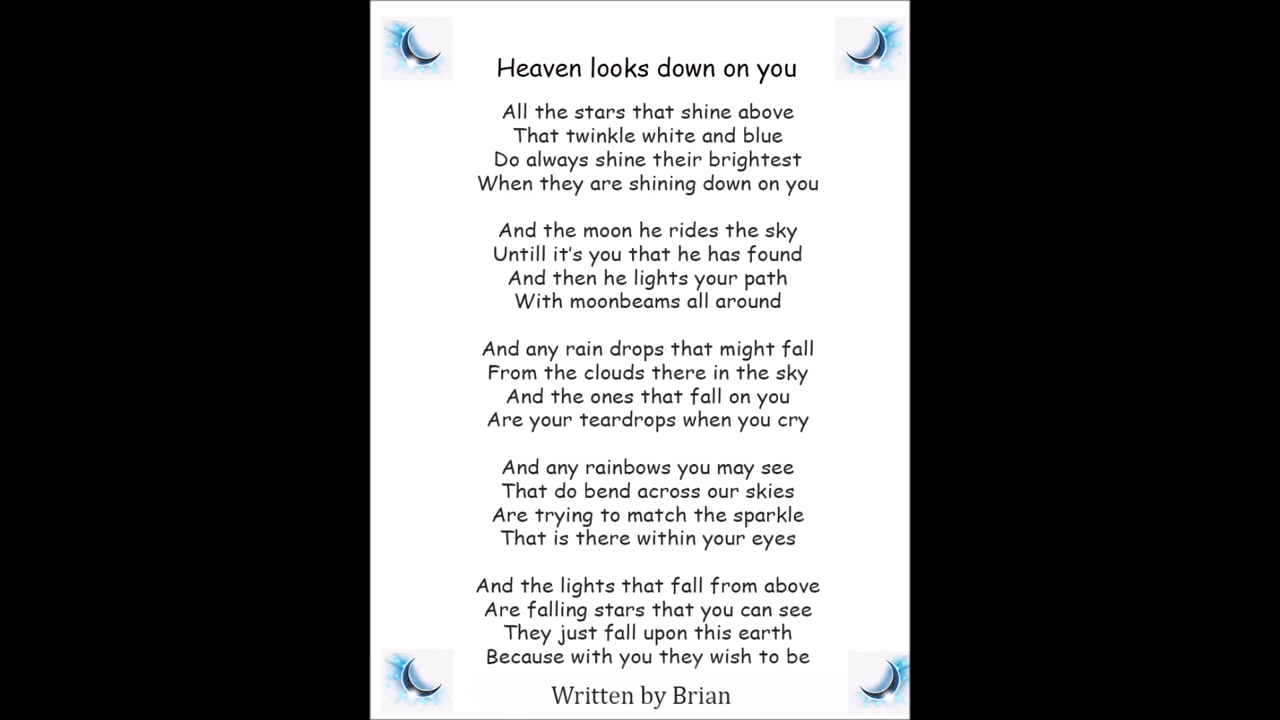 Heaven looks down on you
All the stars that shine above
That twinkle white and blue
Do always shine their brightest
When they are shining down on you
And the moon he rides the sky
Untill it's you that he has found
And then he lights your path
With moonbeams all around
And any rain drops that might fall
From the clouds there in the sky
And the ones that fall on you
Are your teardrops when you cry
And any rainbows you may see
That do bend across our skies
Are trying to match the sparkle
That is there within your eyes
And the lights that fall from above
Are falling stars that you can see
They just fall upon this earth
Because with you they wish to be
Written by Brian